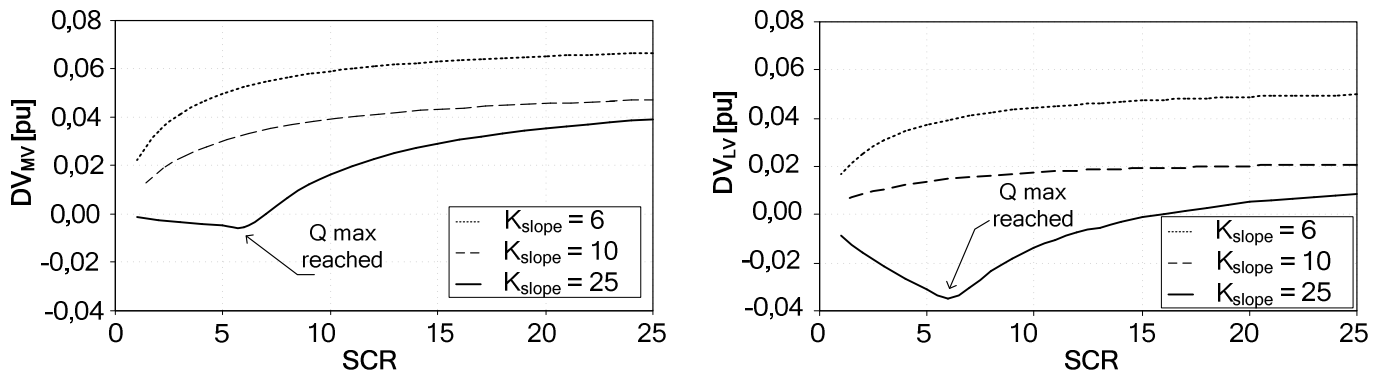 DV_MV [pu]
0,08
0,06
0,04
0,02
0,00
-0,02
-0,04
0 5 10 15 20 25
SCR
Q max
reached
K_slope = 6
K_slope = 10
K_slope = 25
DV_LV [pu]
0,08
0,06
0,04
0,02
0,00
-0,02
-0,04
0 5 10 15 20 25
SCR
Q max
reached
K_slope = 6
K_slope = 10
K_slope = 25